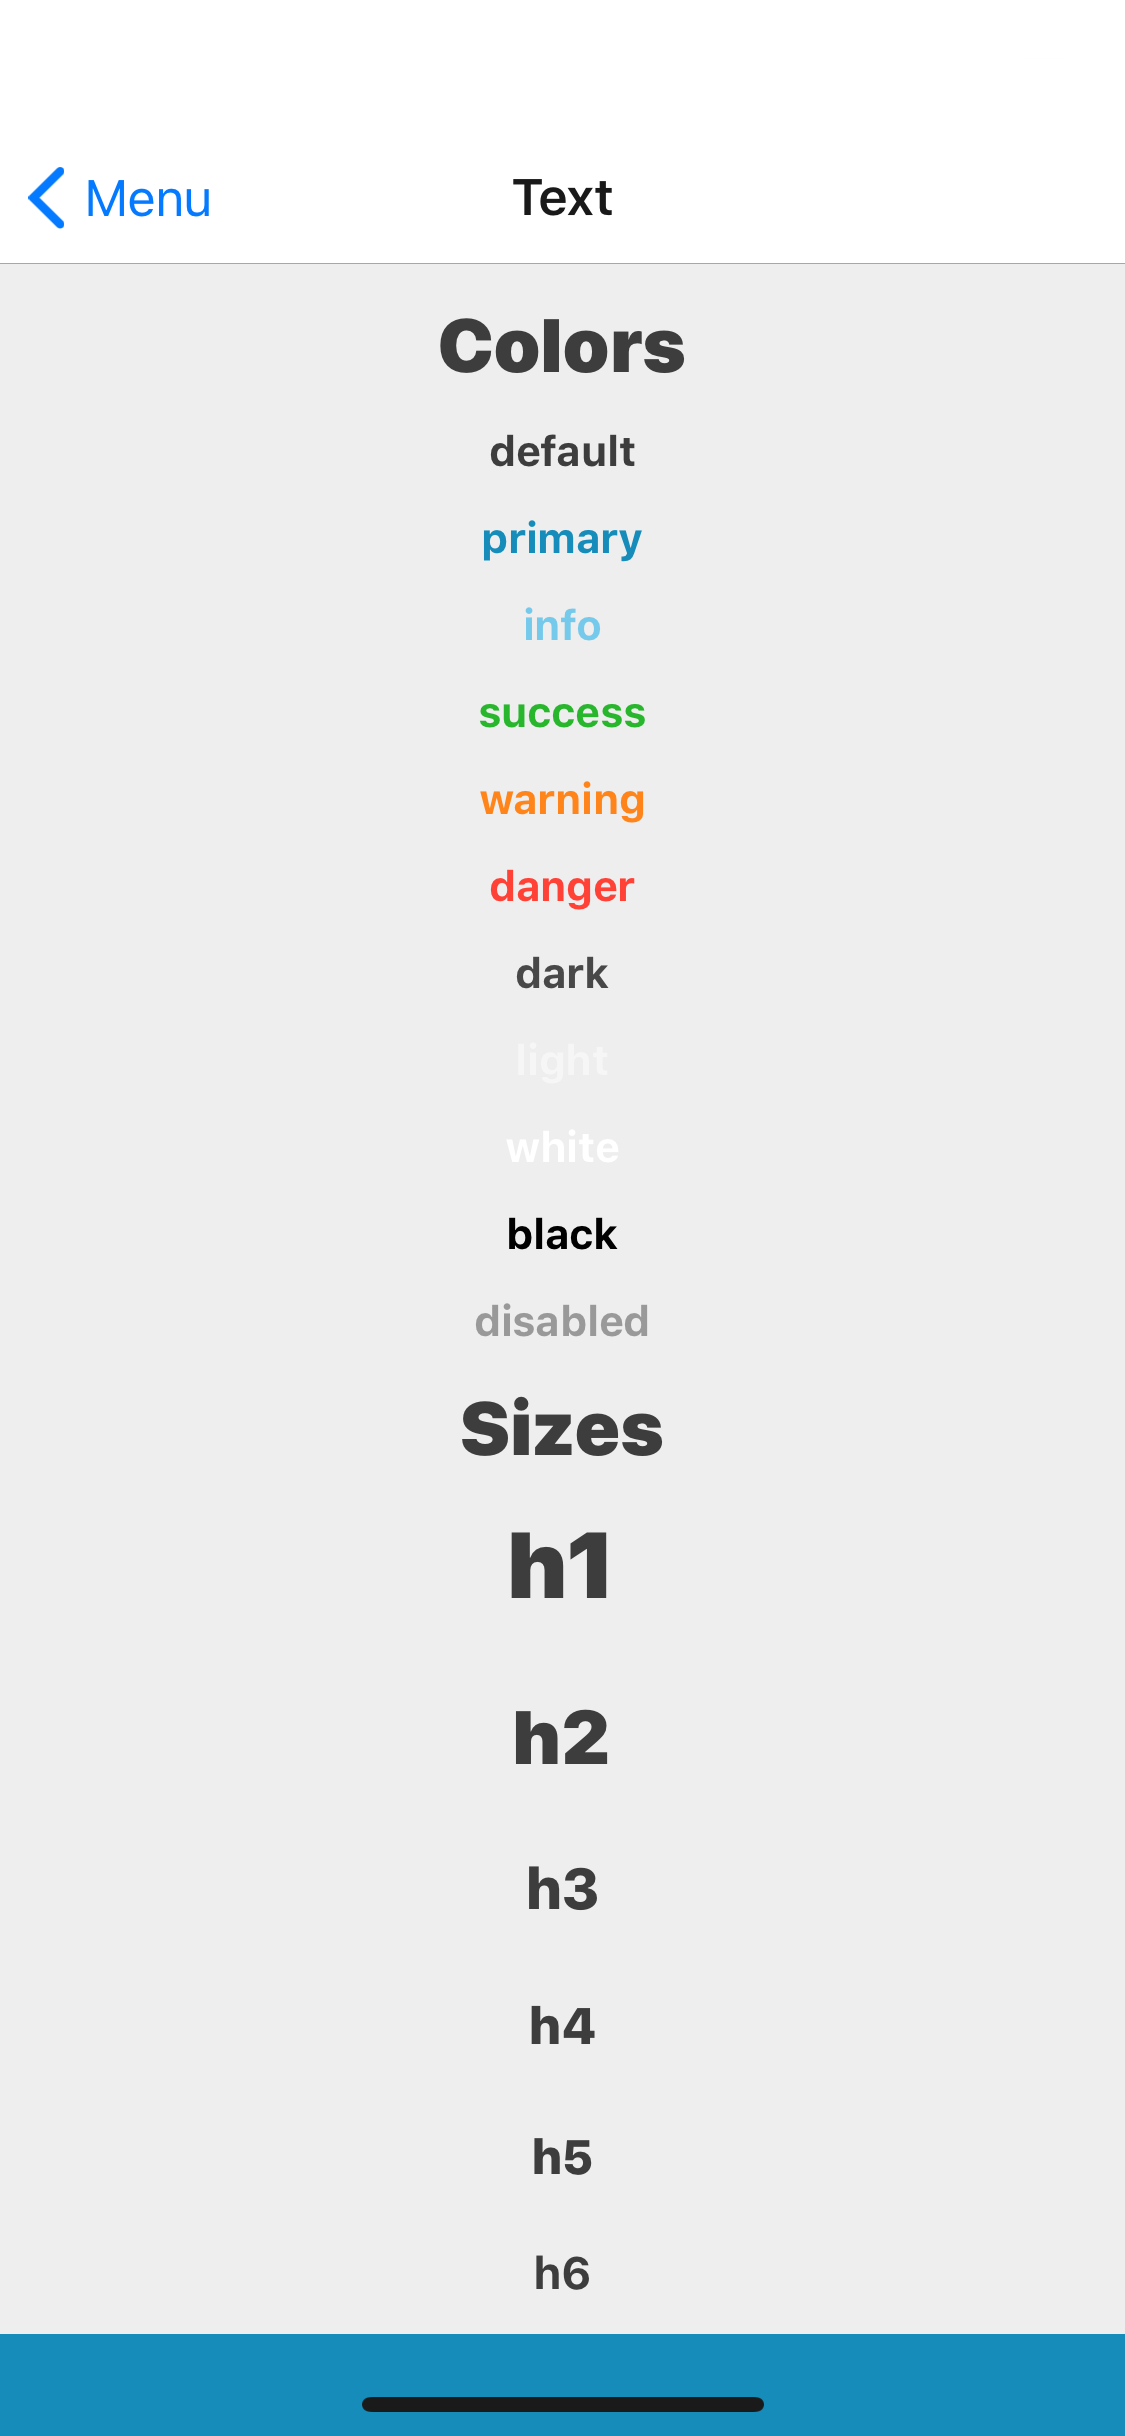 Menu
Text
Colors
default
primary
info
success
warning
danger
dark
light
white
black
disabled
Sizes
h1
h2
h3
h4
h5
h6